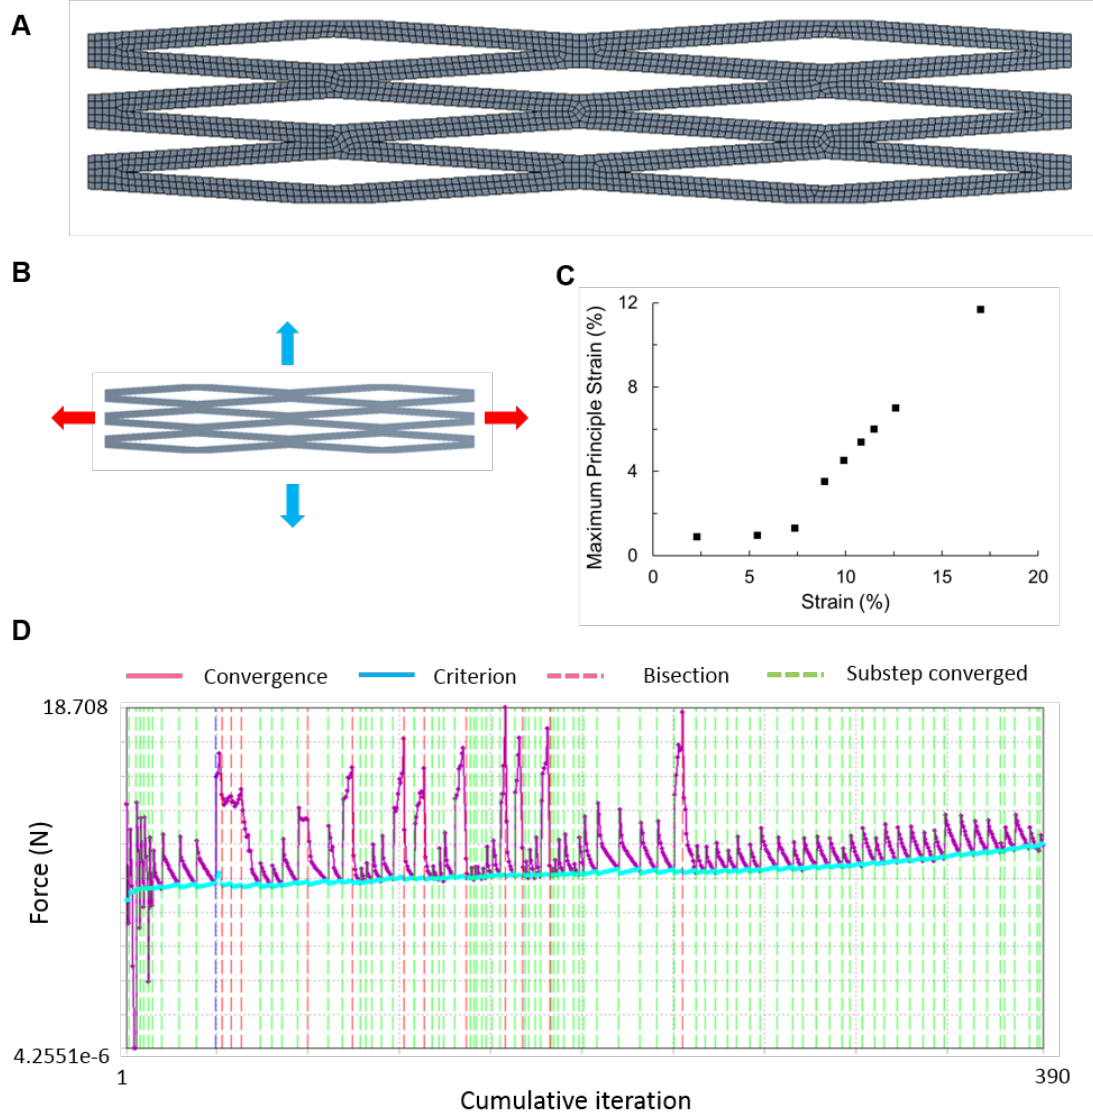 A
B
C
12
8
4
0
Maximum Principle Strain (%)
0 5 10 15 20
Strain (%)
D
Convergence Criterion Bisection Substep converged
18.708
Force (N)
4.2551e-6
1 390
Cumulative iteration